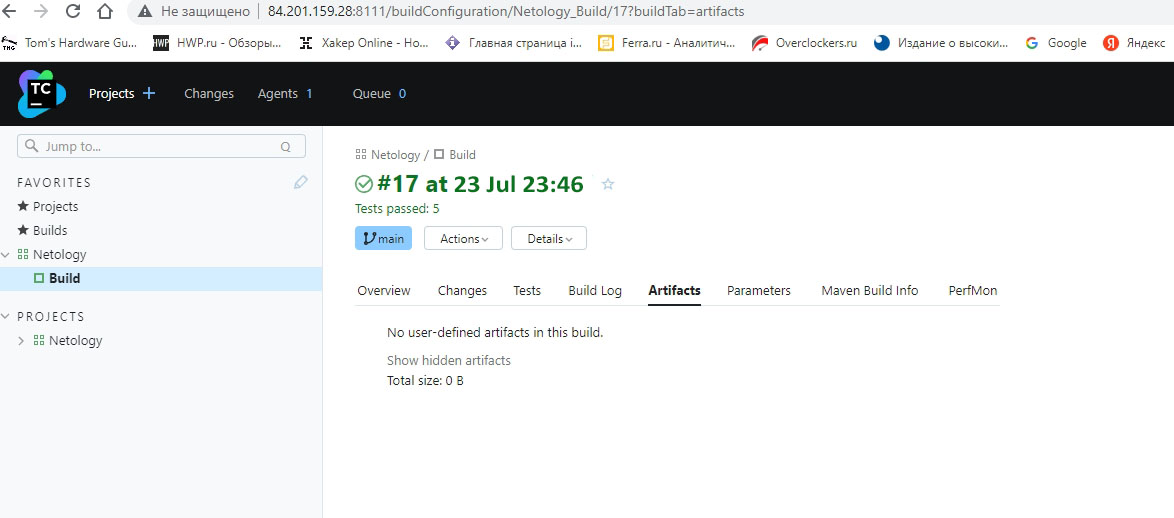 Не защищено 84.201.159.28:8111/buildConfiguration/Netology_Build/17?buildTab=artifacts
THG Tom's Hardware Gu... HWP HWP.ru - Обзоры... Хакер Online - Но... Главная страница i... Ferra.ru - Аналитич... Overclockers.ru Издание о высоки... Google Яндекс
TC Projects Changes Agents 1 Queue 0
Jump to... Q
Netology / Build
FAVORITES
#17 at 23 Jul 23:46
Projects
Tests passed: 5
Builds
main Actions Details
Netology
Build
Overview Changes Tests Build Log Artifacts Parameters Maven Build Info PerfMon
PROJECTS
No user-defined artifacts in this build.
Netology
Show hidden artifacts
Total size: 0 B